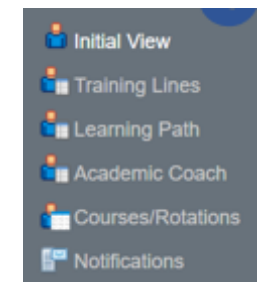 Initial View
Training Lines
Learning Path
Academic Coach
Courses/Rotations
Notifications